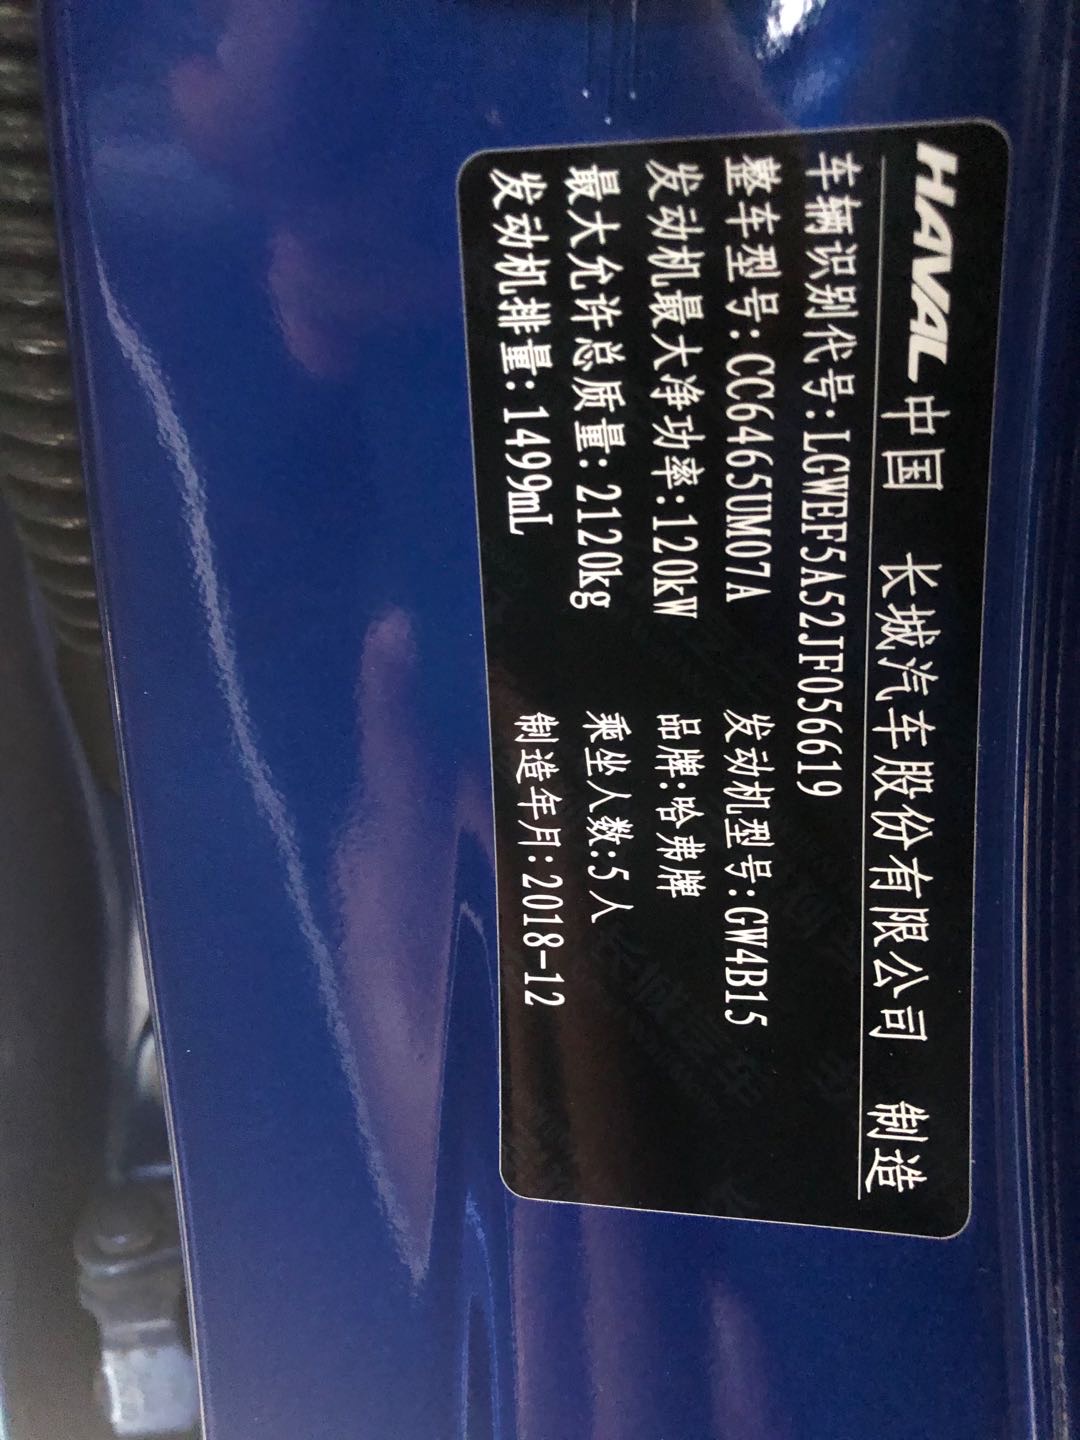 HAVAL 中国 长城汽车股份有限公司 制造
车辆识别代号:LGWEF5A52JF056619
整车型号:CC6465UM07A 发动机型号:GW4B15
发动机最大净功率:120kW 品牌:哈弗牌
最大允许总质量:2120kg 乘坐人数:5人
发动机排量:1499mL 制造年月:2018-12